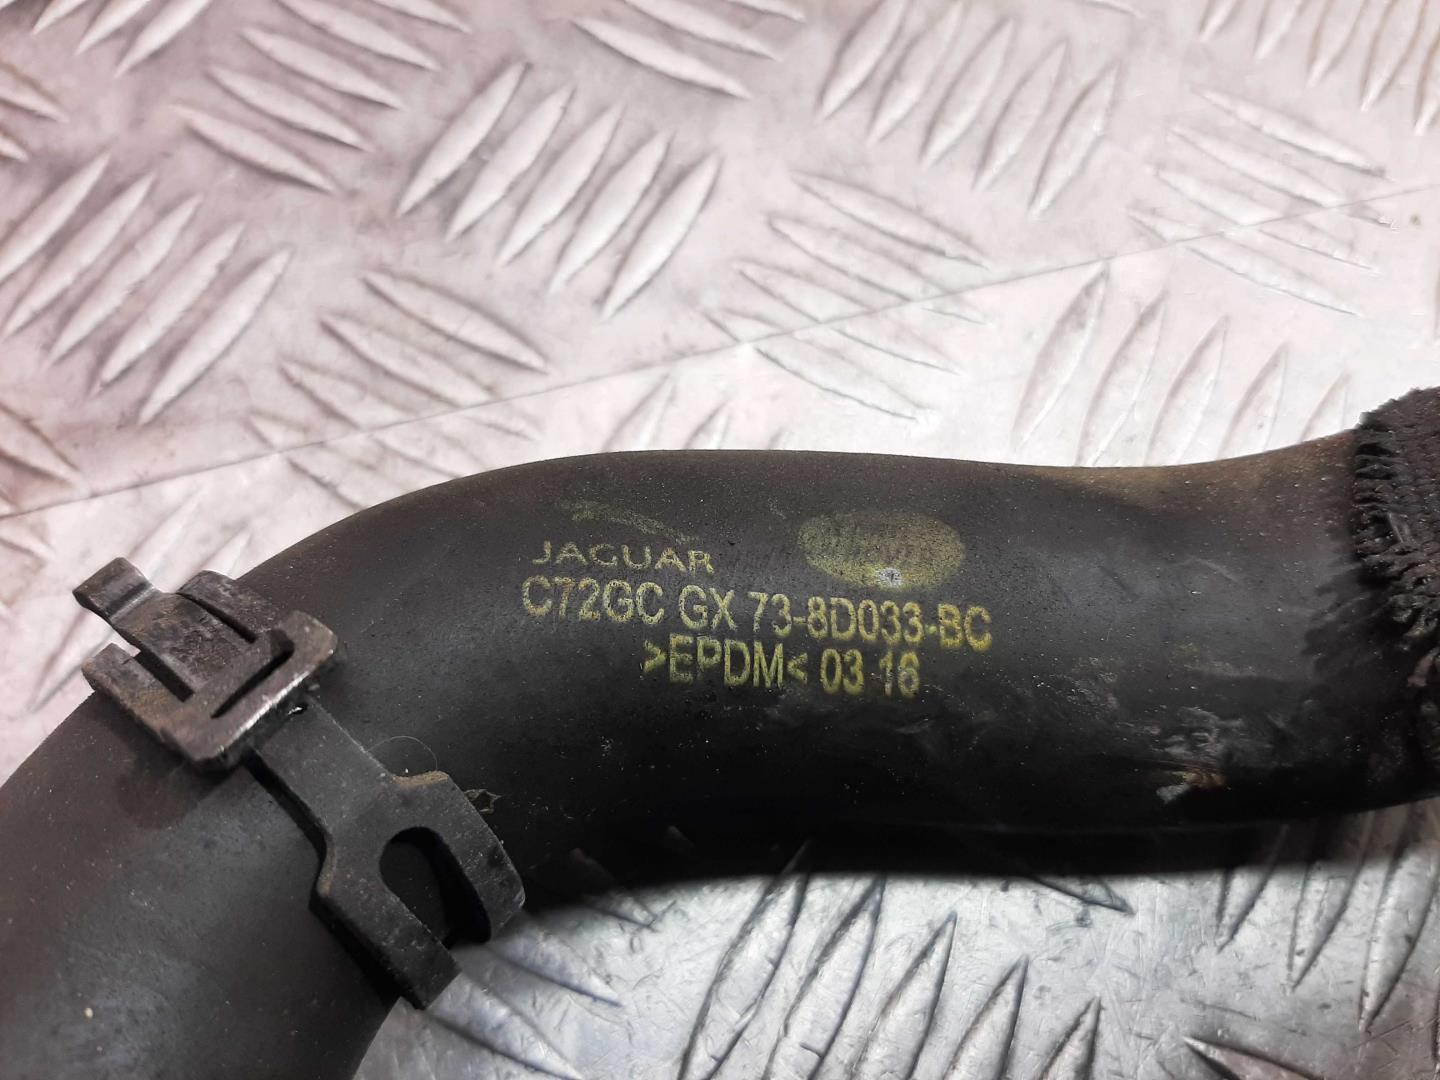 JAGUAR
C72GC GX 73-8D033-BC
>EPDM< 03 16